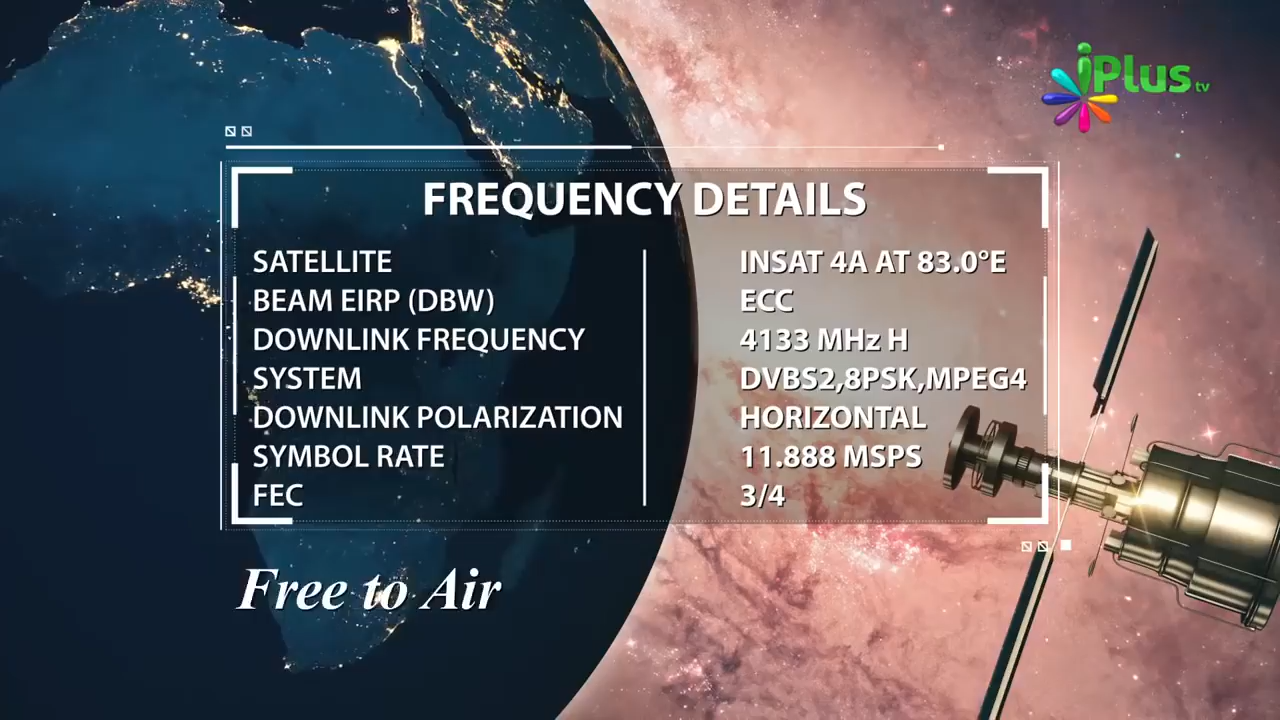 iPlus tv
FREQUENCY DETAILS
SATELLITE INSAT 4A AT 83.0°E
BEAM EIRP (DBW) ECC
DOWNLINK FREQUENCY 4133 MHz H
SYSTEM DVBS2,8PSK,MPEG4
DOWNLINK POLARIZATION HORIZONTAL
SYMBOL RATE 11.888 MSPS
FEC 3/4
Free to Air